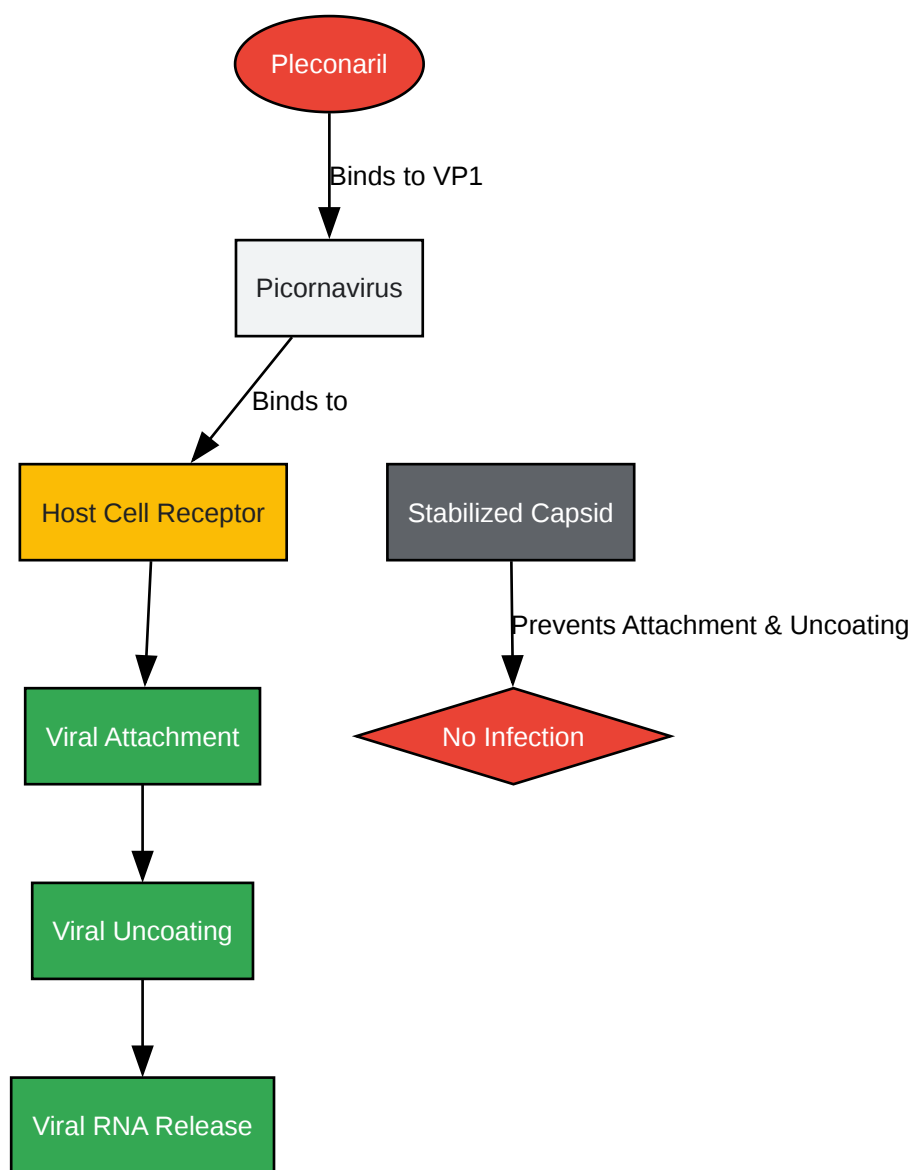 Pleconaril
Binds to VP1
Picornavirus
Binds to
Host Cell Receptor
Stabilized Capsid
Prevents Attachment & Uncoating
Viral Attachment
No Infection
Viral Uncoating
Viral RNA Release